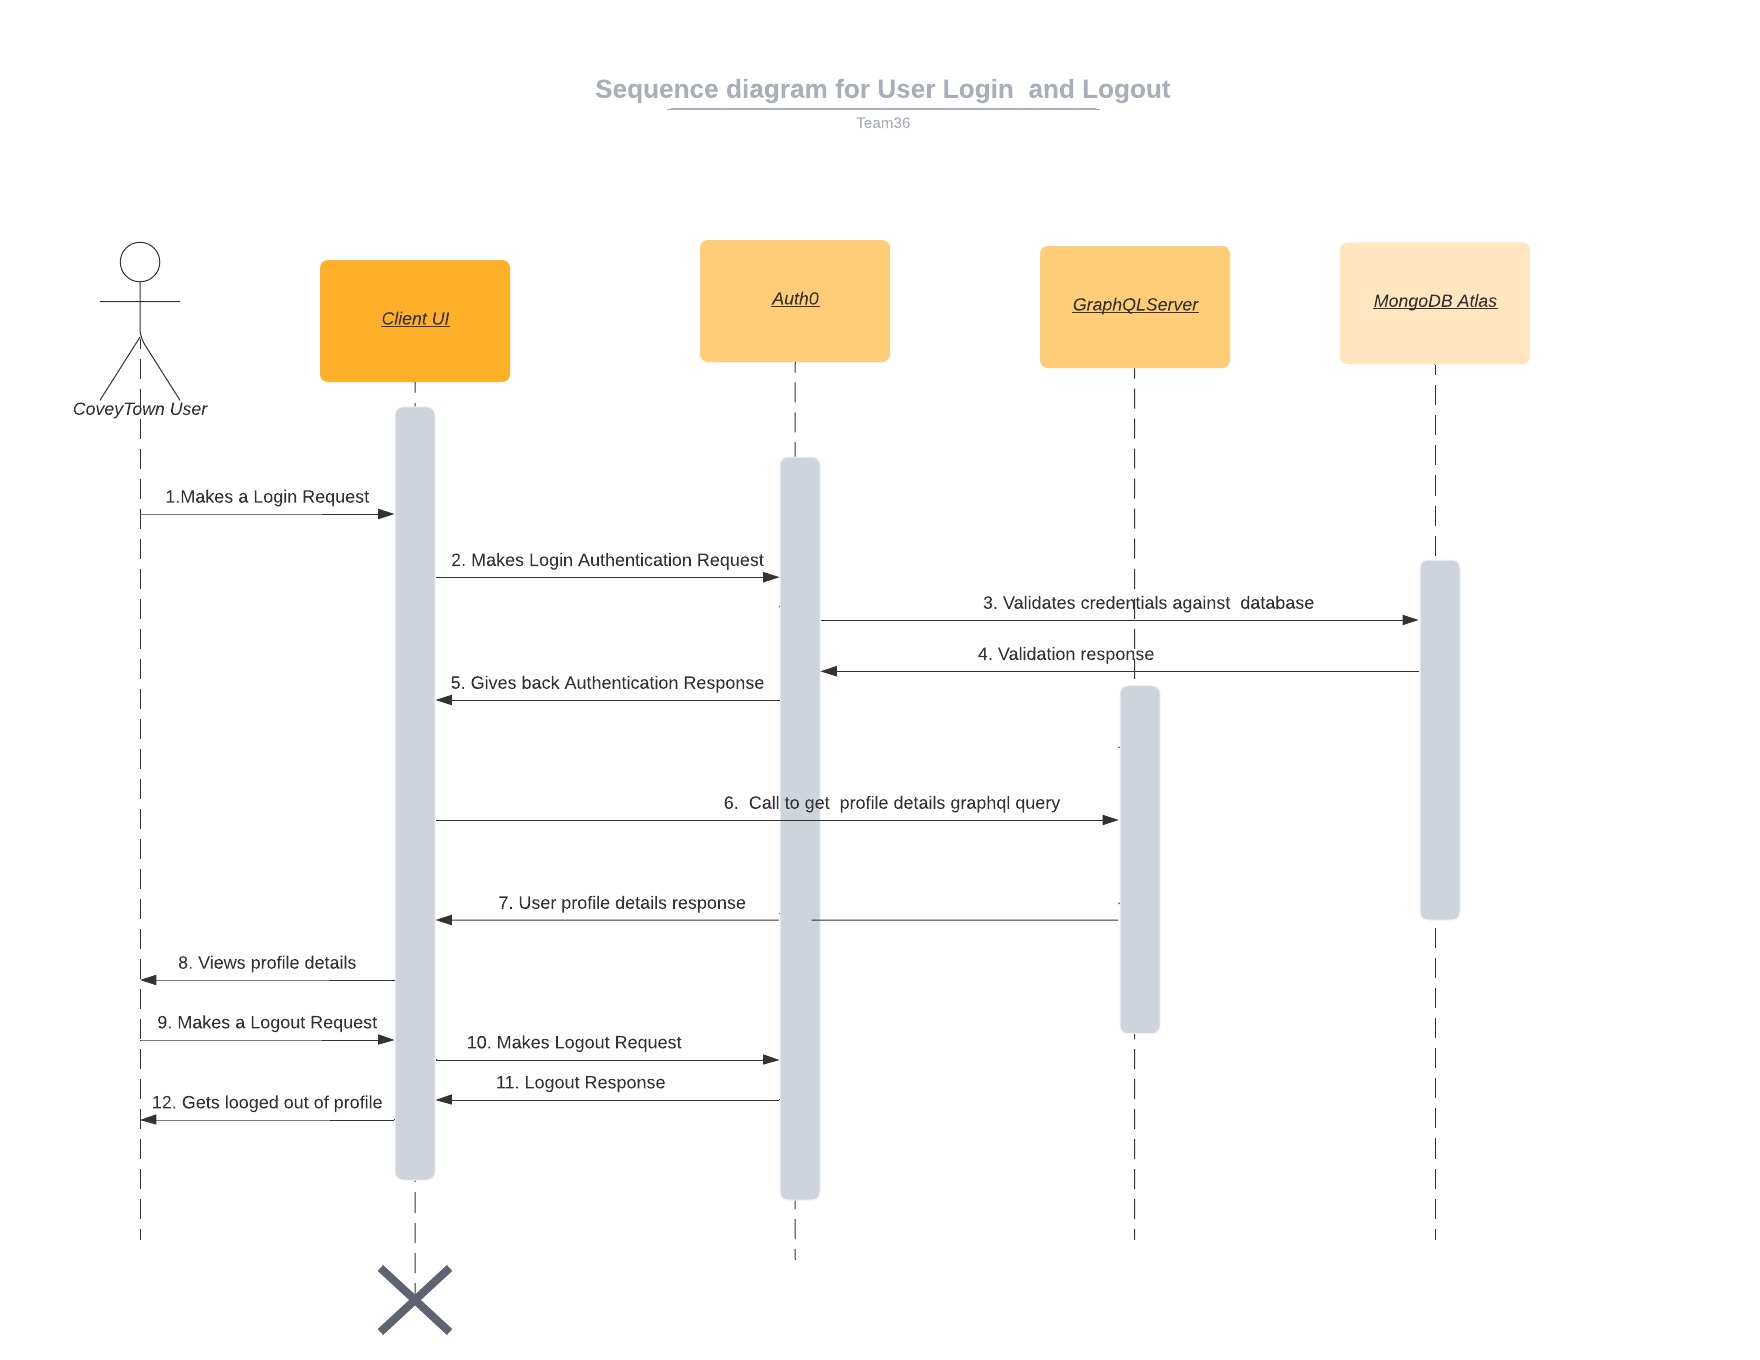 Sequence diagram for User Login  and Logout
Team36
CoveyTown User
Client UI
Auth0
GraphQLServer
MongoDB Atlas
1.Makes a Login Request
2. Makes Login Authentication Request
3. Validates credentials against  database
4. Validation response
5. Gives back Authentication Response
6.  Call to get  profile details graphql query
7. User profile details response
8. Views profile details
9. Makes a Logout Request
10. Makes Logout Request
11. Logout Response
12. Gets looged out of profile